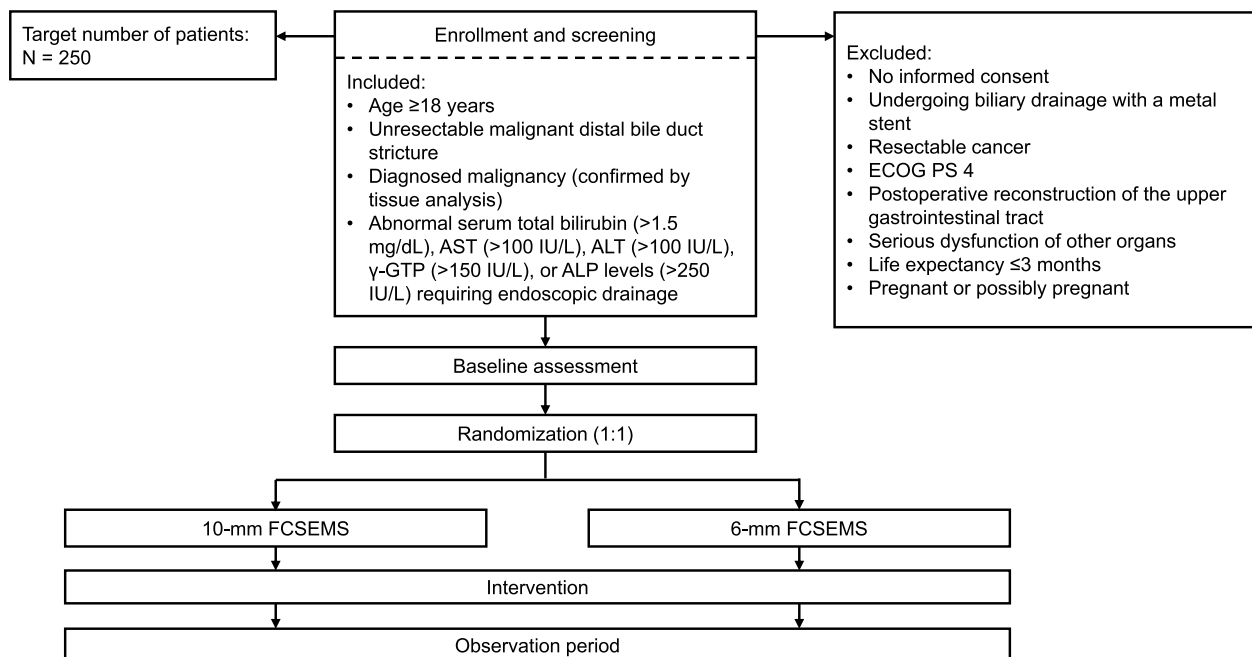 Target number of patients:
N = 250
Enrollment and screening
Included:
• Age ≥18 years
• Unresectable malignant distal bile duct
stricture
• Diagnosed malignancy (confirmed by
tissue analysis)
• Abnormal serum total bilirubin (>1.5
mg/dL), AST (>100 IU/L), ALT (>100 IU/L),
γ-GTP (>150 IU/L), or ALP levels (>250
IU/L) requiring endoscopic drainage
Excluded:
• No informed consent
• Undergoing biliary drainage with a metal
stent
• Resectable cancer
• ECOG PS 4
• Postoperative reconstruction of the upper
gastrointestinal tract
• Serious dysfunction of other organs
• Life expectancy ≤3 months
• Pregnant or possibly pregnant
Baseline assessment
Randomization (1:1)
10-mm FCSEMS
6-mm FCSEMS
Intervention
Observation period